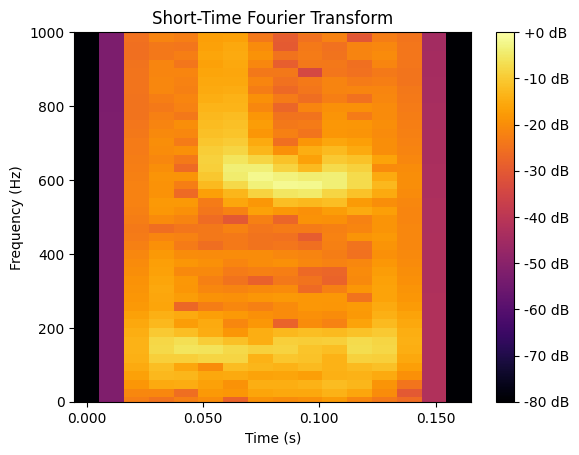 Short-Time Fourier Transform
1000
800
600
400
200
0
Frequency (Hz)
0.000
0.050
0.100
0.150
Time (s)
+0 dB
-10 dB
-20 dB
-30 dB
-40 dB
-50 dB
-60 dB
-70 dB
-80 dB